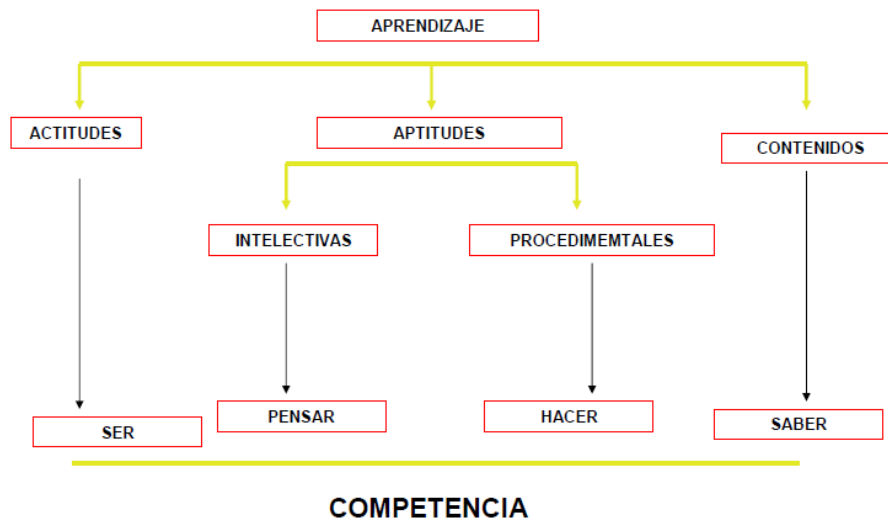 APRENDIZAJE
ACTITUDES
APTITUDES
CONTENIDOS
INTELECTIVAS
PROCEDIMEMTALES
SER
PENSAR
HACER
SABER
COMPETENCIA